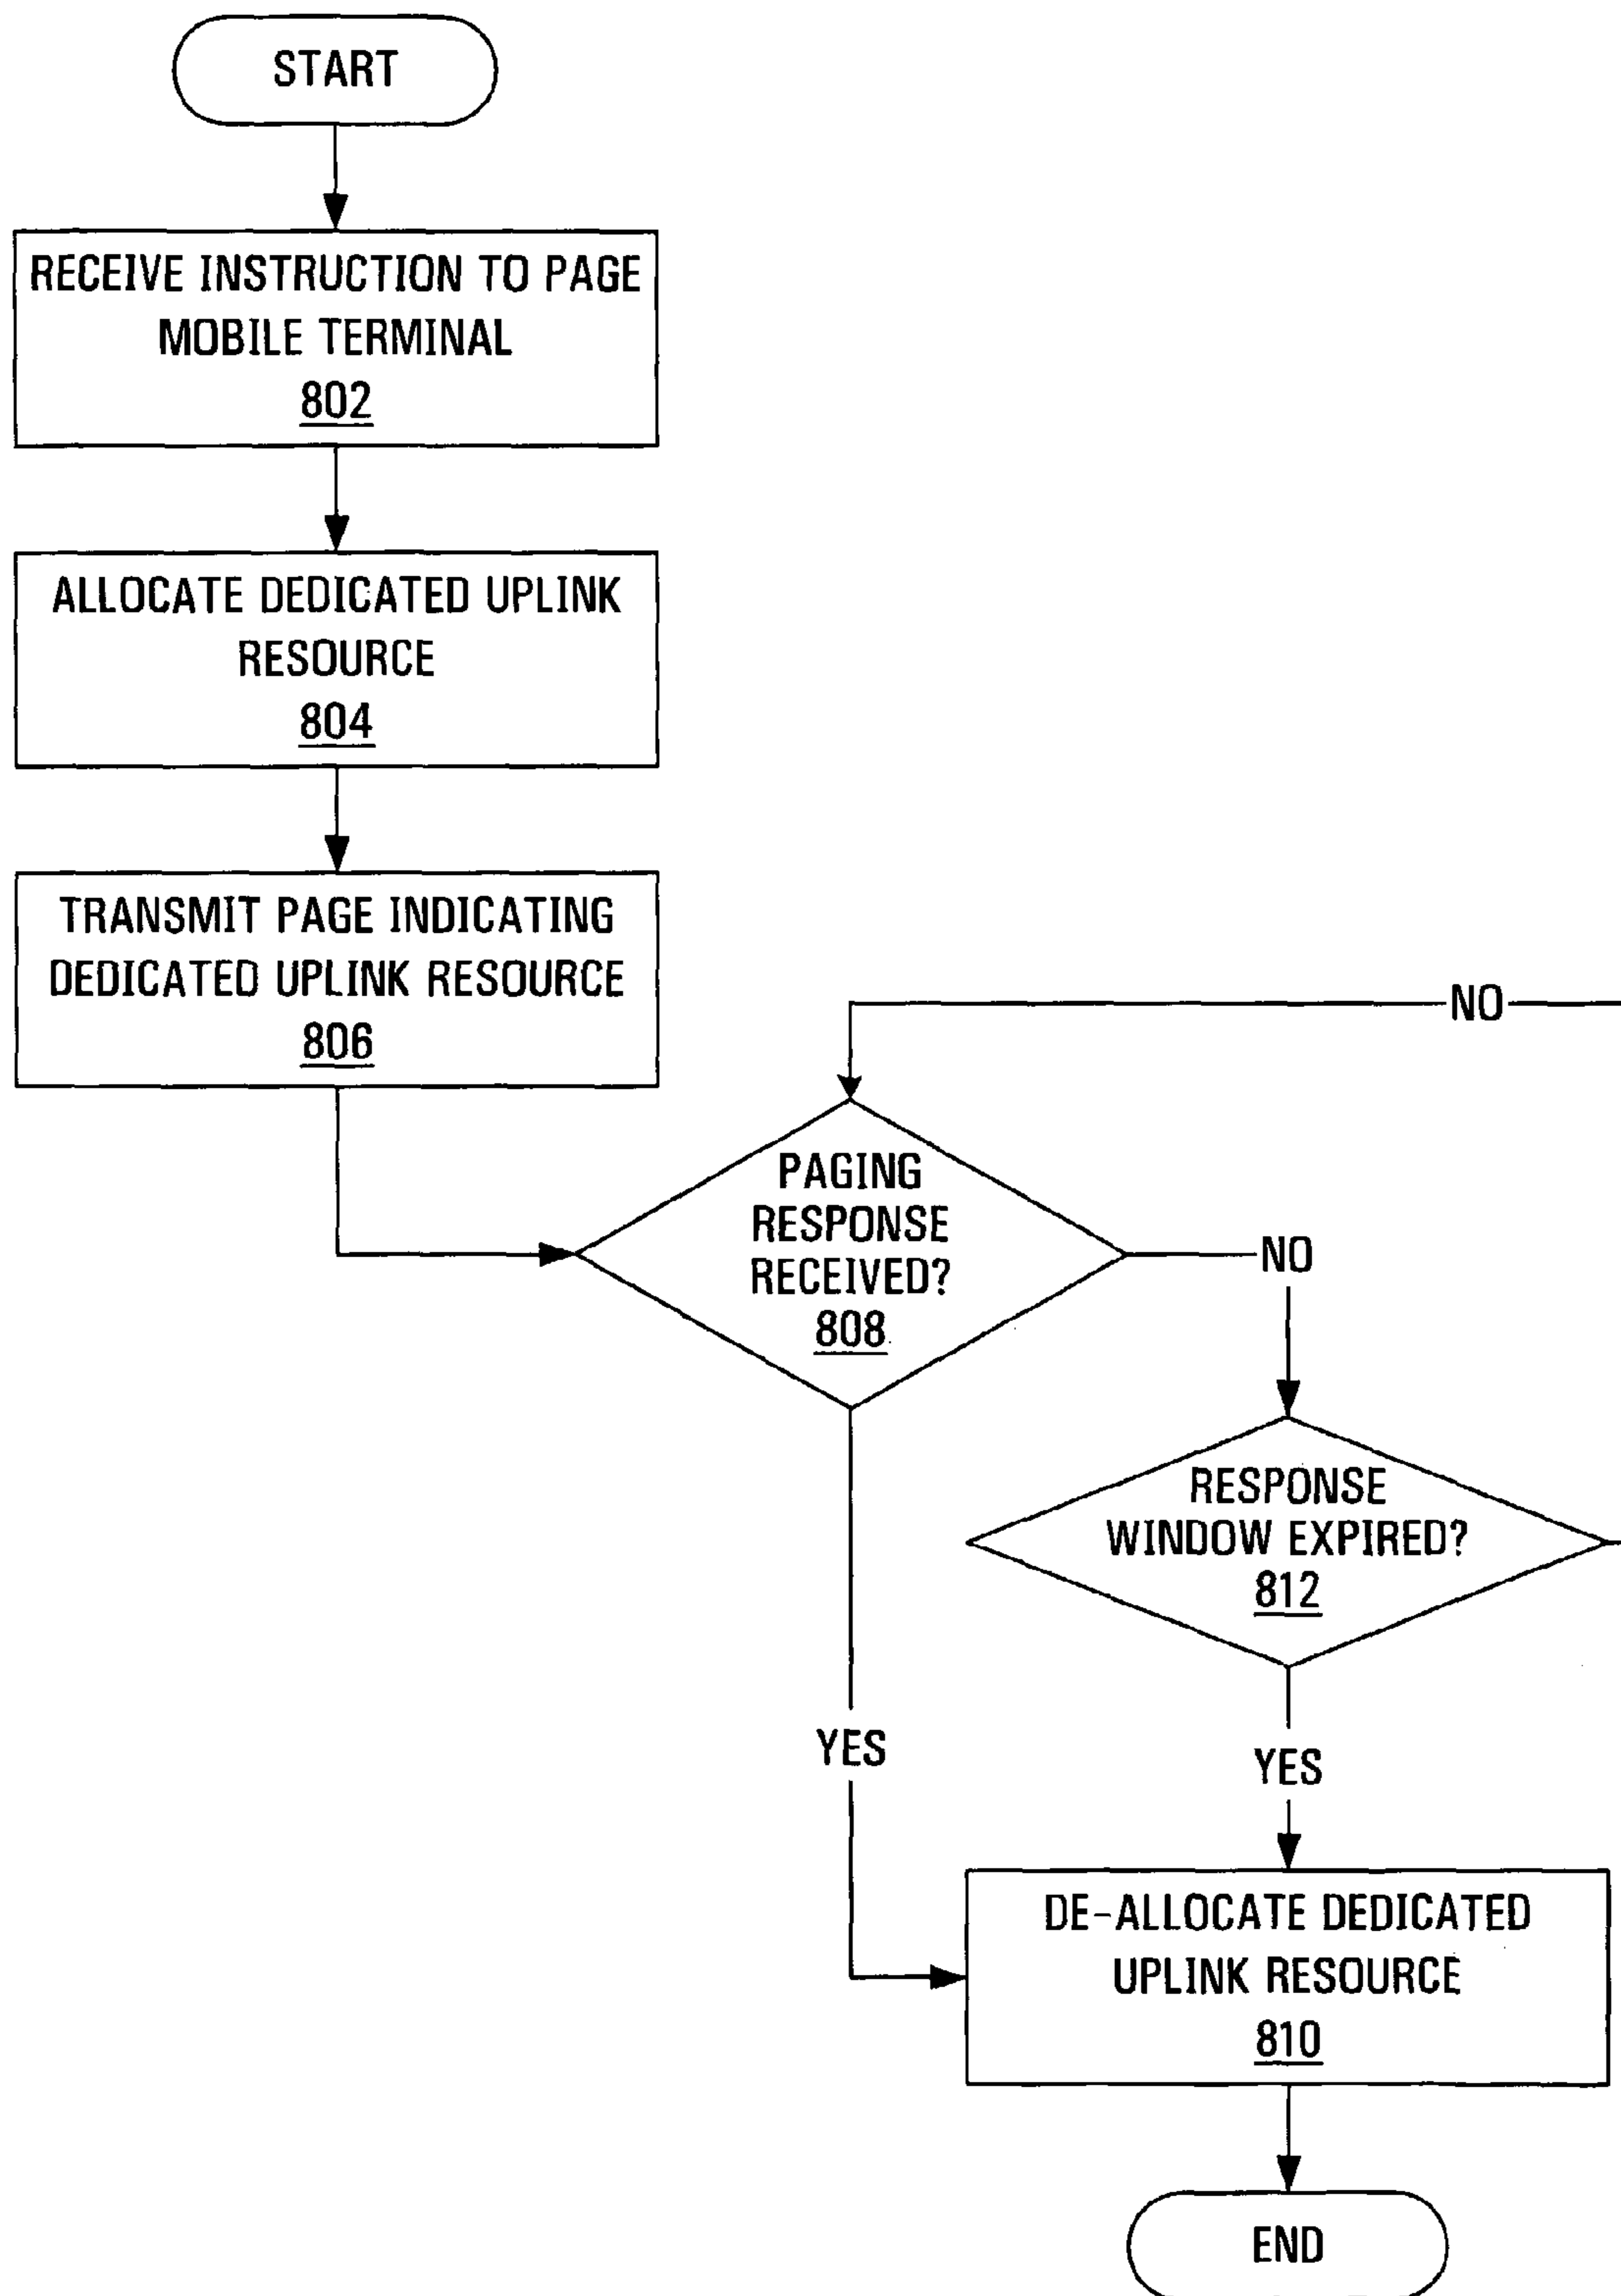 START
RECEIVE INSTRUCTION TO PAGE
MOBILE TERMINAL
802
ALLOCATE DEDICATED UPLINK
RESOURCE
804
TRANSMIT PAGE INDICATING
DEDICATED UPLINK RESOURCE
806
NO
PAGING
RESPONSE
RECEIVED?
808
NO
RESPONSE
WINDOW EXPIRED?
812
YES
YES
DE-ALLOCATE DEDICATED
UPLINK RESOURCE
810
END